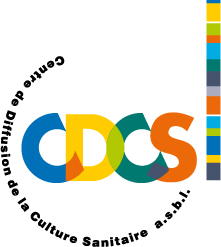 CDCS
Centre de Diffusion de la Culture Sanitaire a.s.b.l.